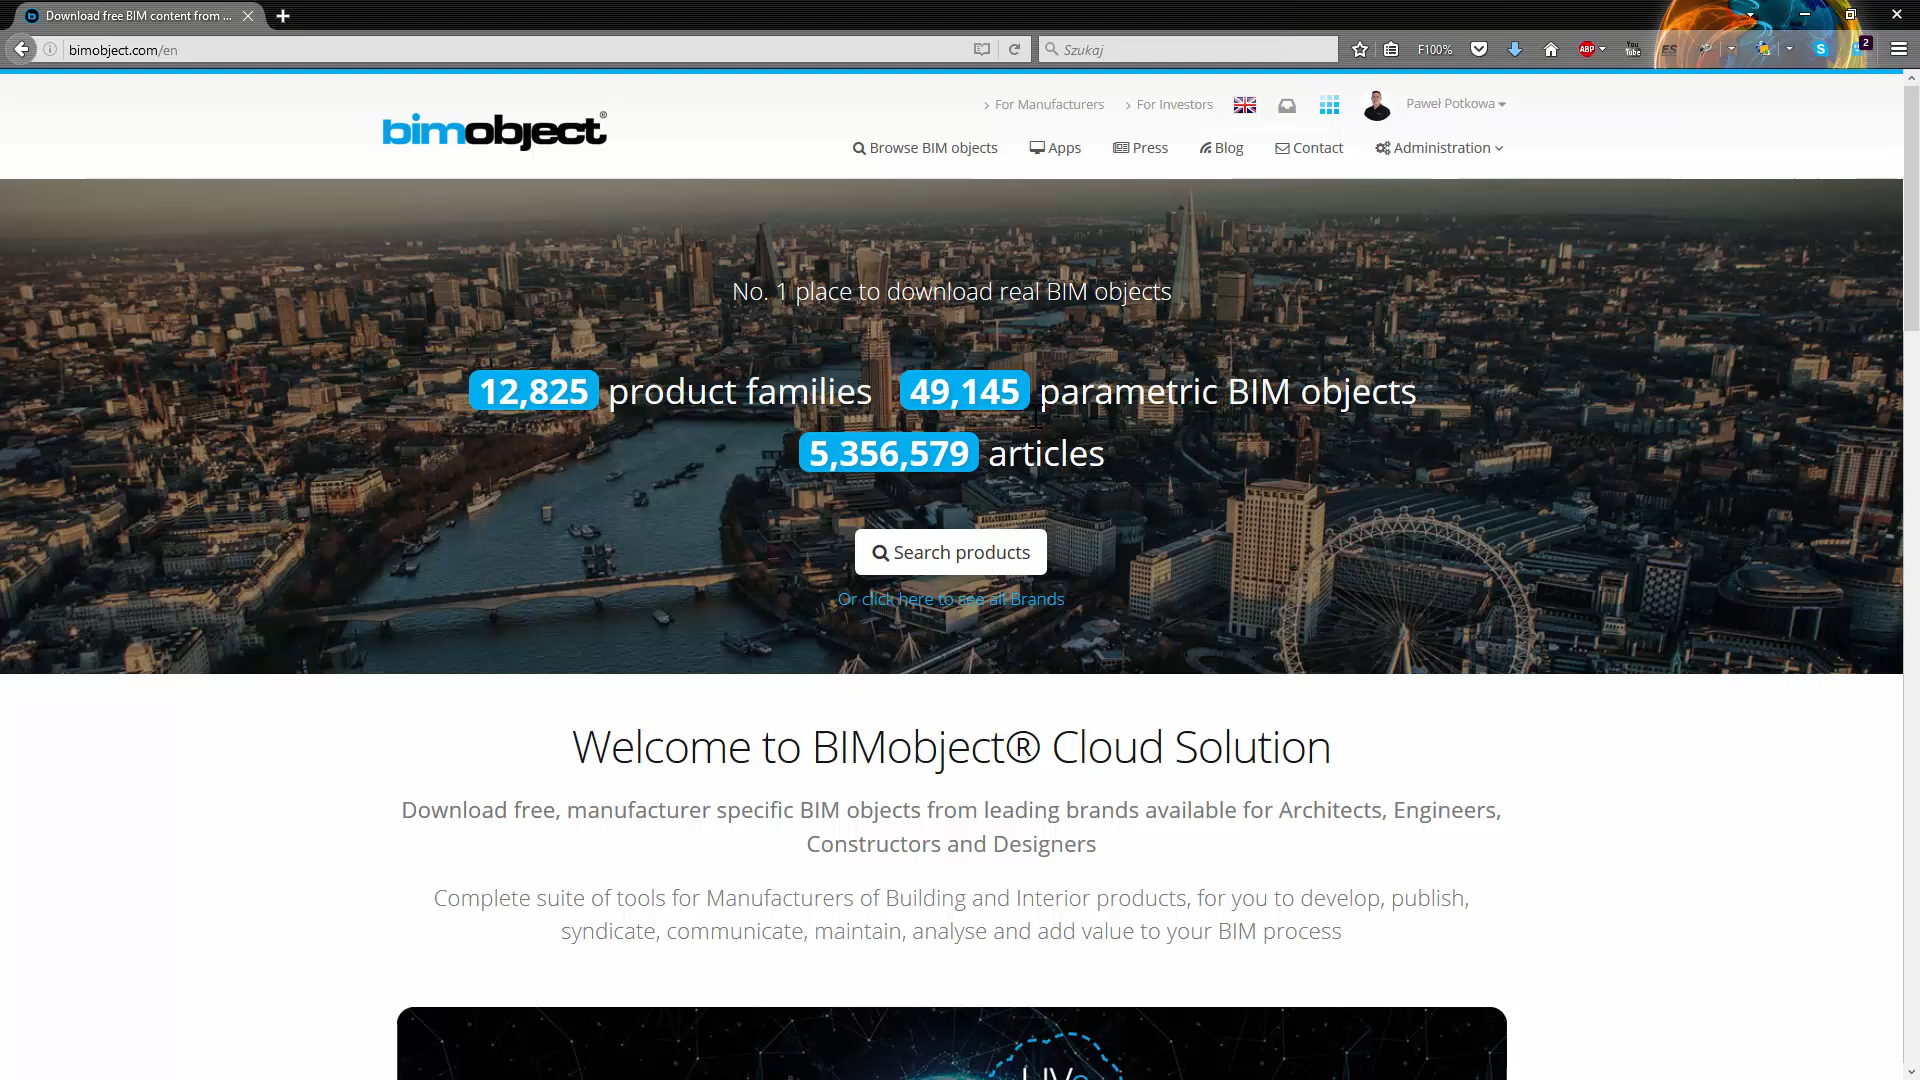 Download free BIM content from ...
bimobject.com/en
Szukaj
F100%
ABP
You
Tube
ES
S
2
For Manufacturers
For Investors
Paweł Potkowa
bimobject®
Browse BIM objects
Apps
Press
Blog
Contact
Administration
No. 1 place to download real BIM objects
12,825 product families 49,145 parametric BIM objects
5,356,579 articles
Search products
Or click here to see all Brands
Welcome to BIMobject® Cloud Solution
Download free, manufacturer specific BIM objects from leading brands available for Architects, Engineers,
Constructors and Designers
Complete suite of tools for Manufacturers of Building and Interior products, for you to develop, publish,
syndicate, communicate, maintain, analyse and add value to your BIM process